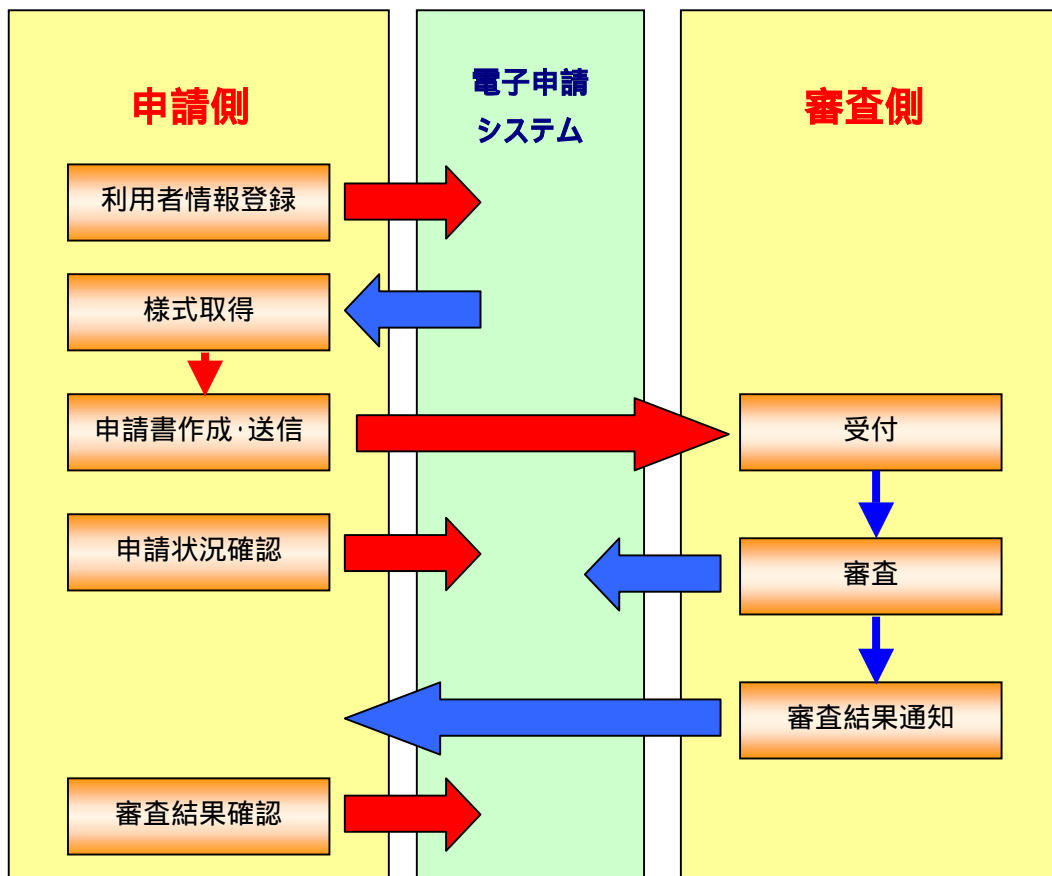 申請側
電子申請
システム
審査側
利用者情報登録
様式取得
申請書作成･送信
受付
申請状況確認
審査
審査結果通知
審査結果確認